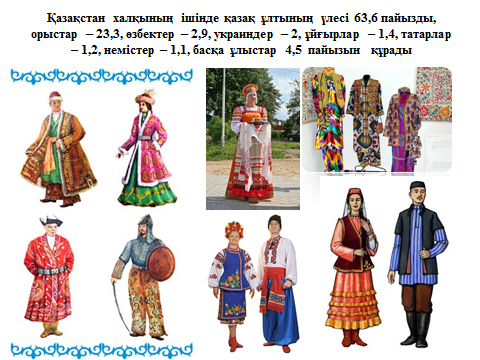 Қазақстан халқының ішінде қазақ ұлтының үлесі 63,6 пайызды,
орыстар – 23,3, өзбектер – 2,9, украиндер – 2, ұйғырлар – 1,4, татарлар
– 1,2, немістер – 1,1, басқа ұлыстар 4,5 пайызын құрады